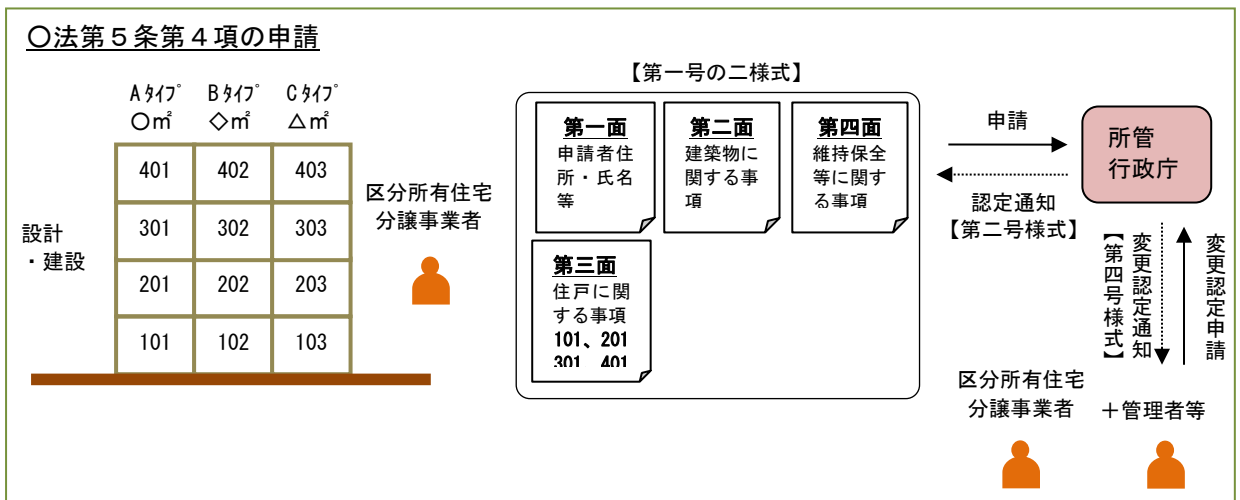 〇法第５条第４項の申請
【第一号の二様式】
Aﾀｲﾌﾟ Bﾀｲﾌﾟ Cﾀｲﾌﾟ
〇㎡ ◇㎡ △㎡
401 402 403
301 302 303
201 202 203
101 102 103
設計
・建設
区分所有住宅
分譲事業者
第一面
申請者住
所・氏名
等
第二面
建築物に
関する事
項
第四面
維持保全
等に関す
る事項
第三面
住戸に関
する事項
101、201
301 401
申請
認定通知
【第二号様式】
所管
行政庁
変更認定申請
変更認定通知
【第四号様式】
区分所有住宅
分譲事業者
＋管理者等